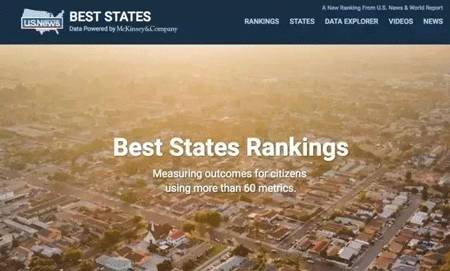 U.S.News
BEST STATES
Data Powered by McKinsey&Company
A New Ranking From U.S. News & World Report
RANKINGS STATES DATA EXPLORER VIDEOS NEWS
Best States Rankings
Measuring outcomes for citizens
using more than 60 metrics.